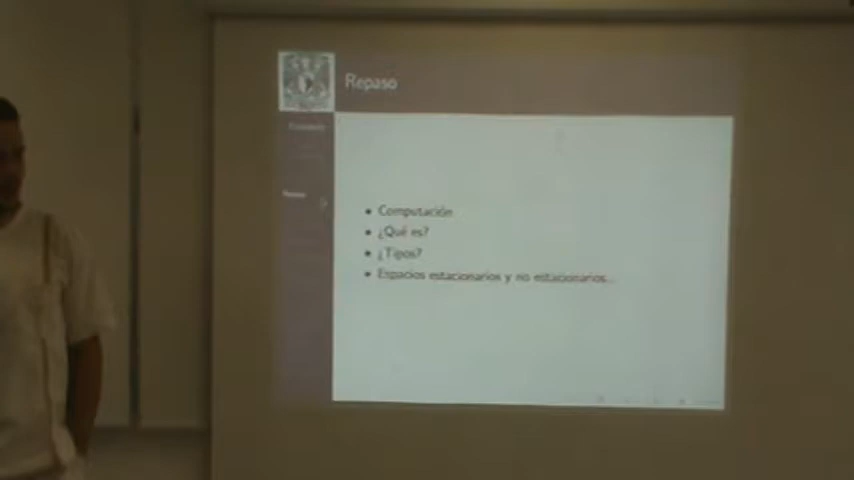 Repaso
• Computación
• ¿Qué es?
• ¿Tipos?
• Espacios estacionarios y no estacionarios...